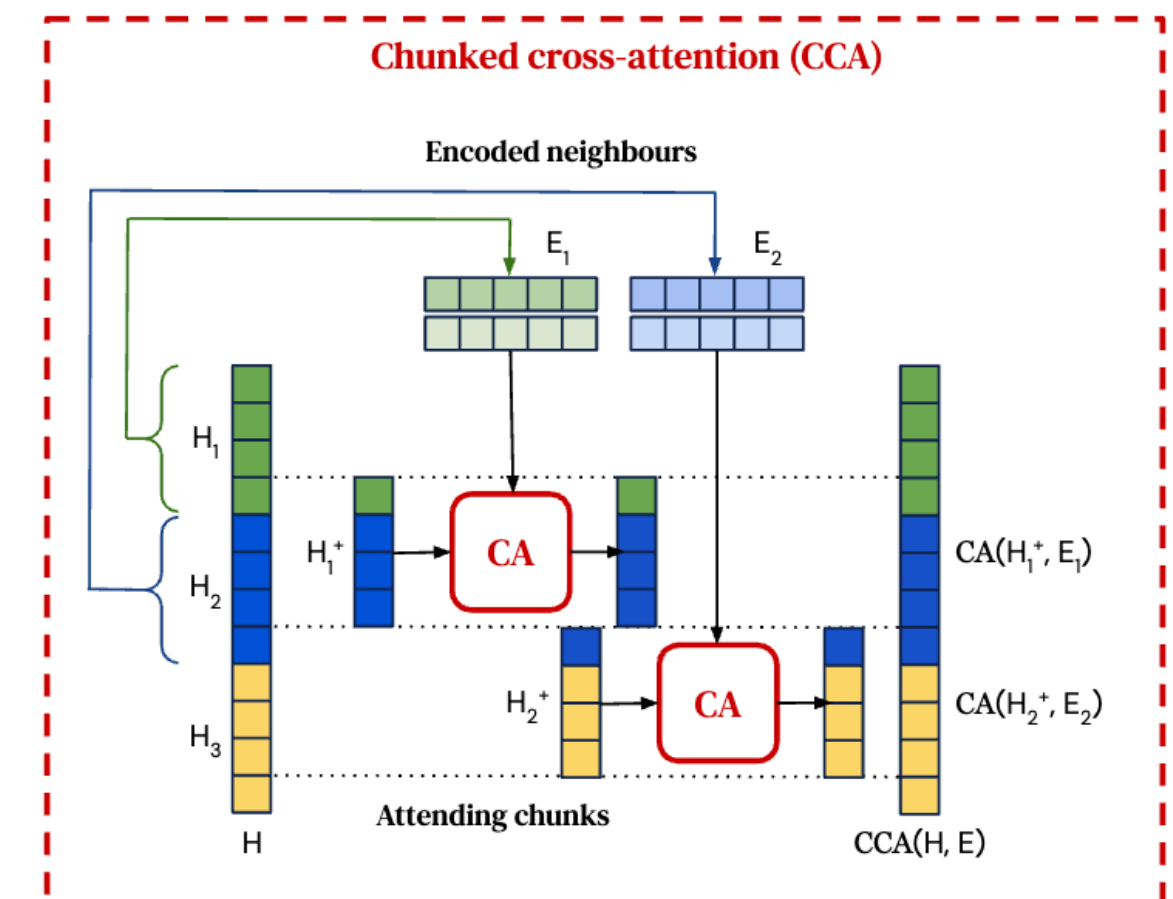 Chunked cross-attention (CCA)
Encoded neighbours
E₁
E₂
H₁
H₁⁺
CA
CA(H₁⁺, E₁)
H₂
H₂⁺
CA
CA(H₂⁺, E₂)
H₃
Attending chunks
H
CCA(H, E)